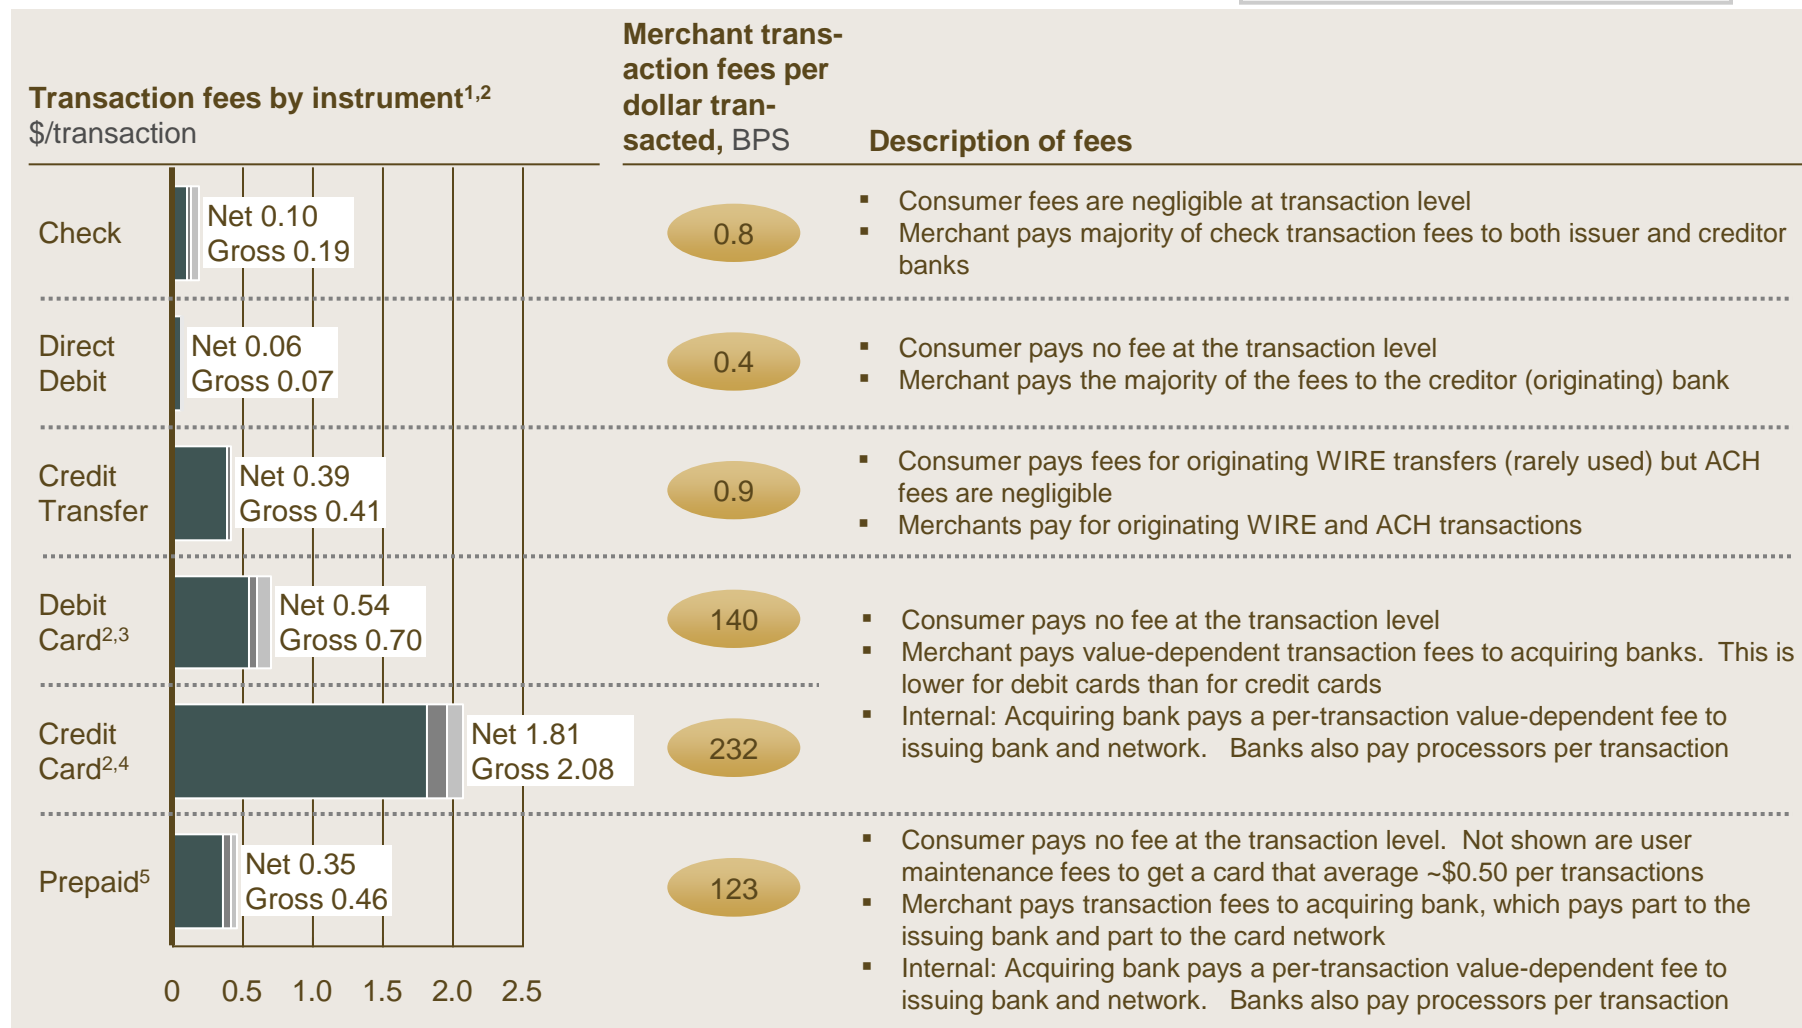 Transaction fees by instrument1,2
$/transaction
Merchant trans-
action fees per
dollar tran-
sacted, BPS
Description of fees
Check
Net 0.10
Gross 0.19
0.8
▪ Consumer fees are negligible at transaction level
▪ Merchant pays majority of check transaction fees to both issuer and creditor
banks
Direct
Debit
Net 0.06
Gross 0.07
0.4
▪ Consumer pays no fee at the transaction level
▪ Merchant pays the majority of the fees to the creditor (originating) bank
Credit
Transfer
Net 0.39
Gross 0.41
0.9
▪ Consumer pays fees for originating WIRE transfers (rarely used) but ACH
fees are negligible
▪ Merchants pay for originating WIRE and ACH transactions
Debit
Card2,3
Net 0.54
Gross 0.70
140
Credit
Card2,4
Net 1.81
Gross 2.08
232
▪ Consumer pays no fee at the transaction level
▪ Merchant pays value-dependent transaction fees to acquiring banks. This is
lower for debit cards than for credit cards
▪ Internal: Acquiring bank pays a per-transaction value-dependent fee to
issuing bank and network. Banks also pay processors per transaction
Prepaid5
Net 0.35
Gross 0.46
123
▪ Consumer pays no fee at the transaction level. Not shown are user
maintenance fees to get a card that average ~$0.50 per transactions
▪ Merchant pays transaction fees to acquiring bank, which pays part to the
issuing bank and part to the card network
▪ Internal: Acquiring bank pays a per-transaction value-dependent fee to
issuing bank and network. Banks also pay processors per transaction
0 0.5 1.0 1.5 2.0 2.5